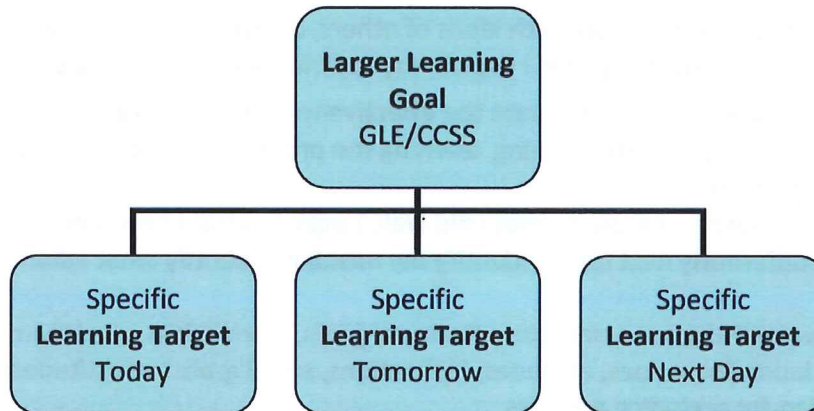 Larger Learning
Goal
GLE/CCSS
Specific
Learning Target
Today
Specific
Learning Target
Tomorrow
Specific
Learning Target
Next Day